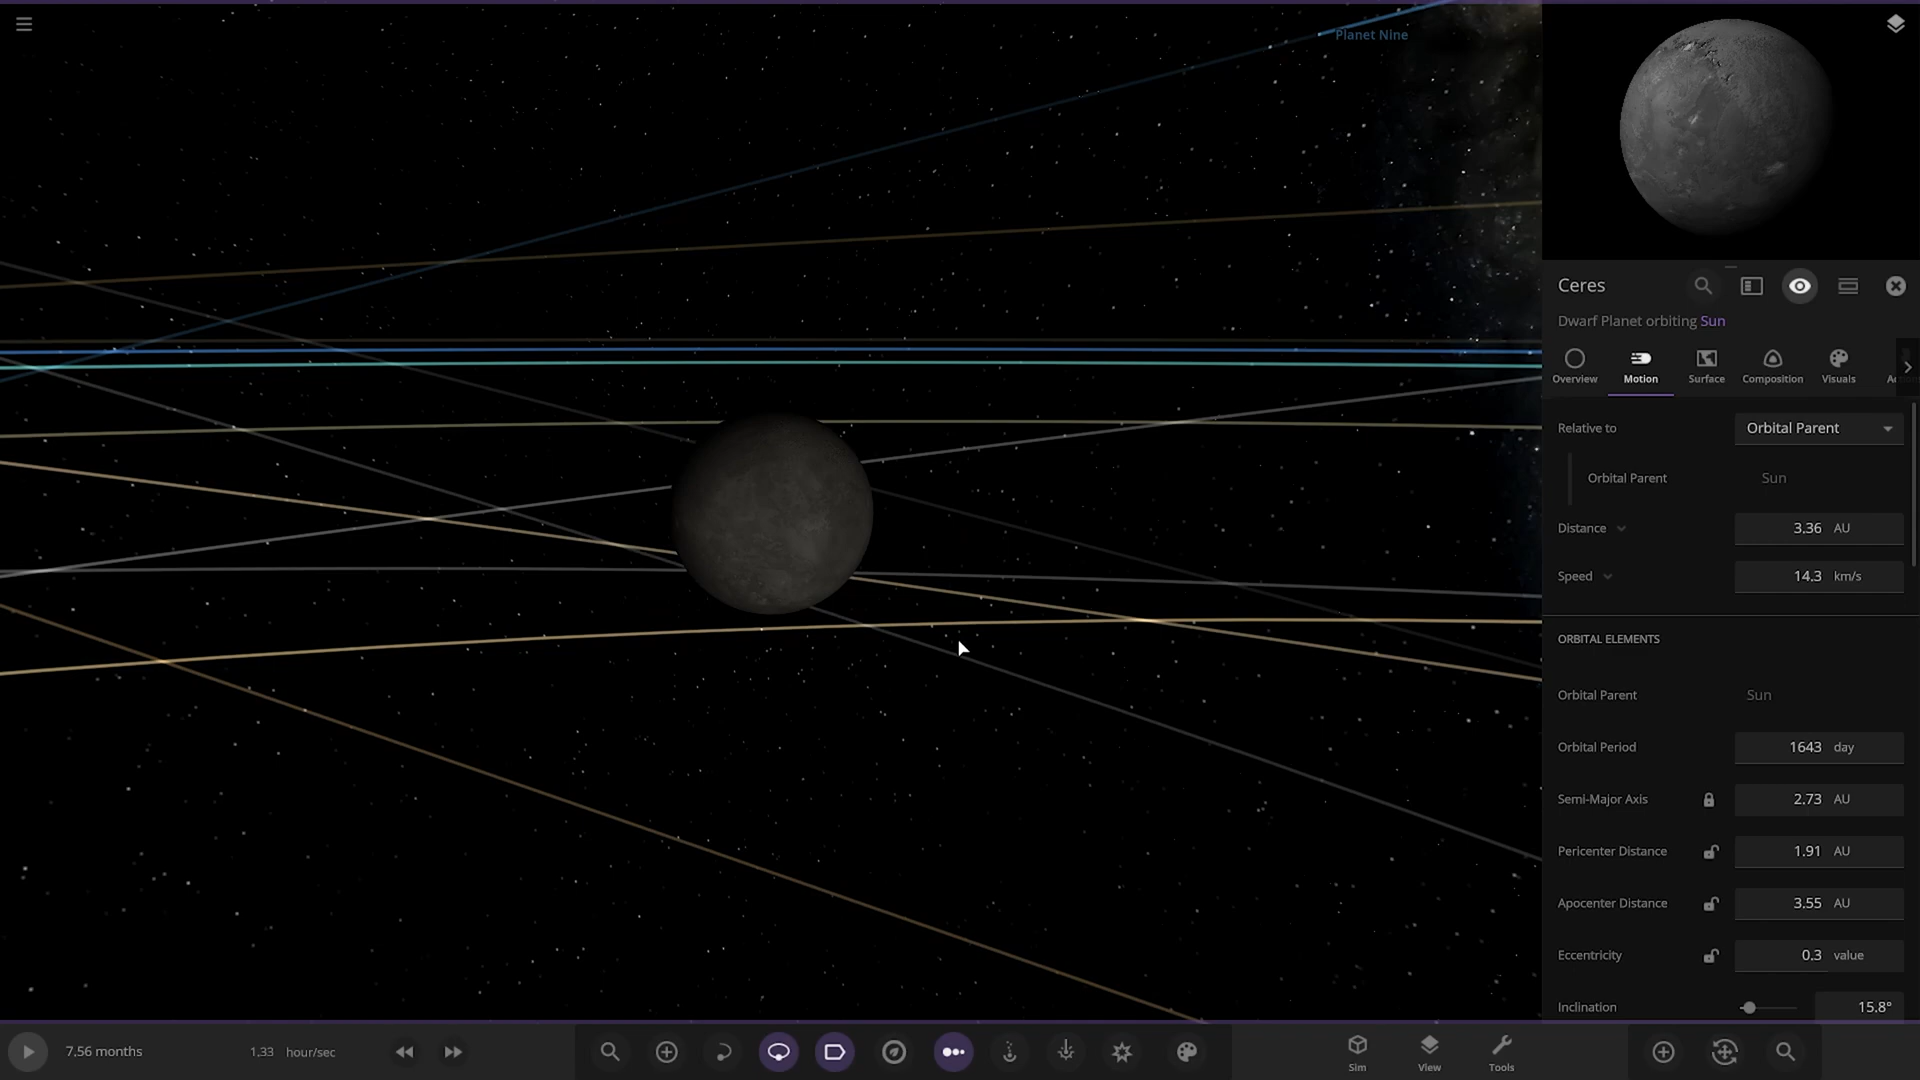 Planet Nine
Ceres
Dwarf Planet orbiting Sun
Overview Motion Surface Composition Visuals
Relative to Orbital Parent
Orbital Parent Sun
Distance 3.36 AU
Speed 14.3 km/s
ORBITAL ELEMENTS
Orbital Parent Sun
Orbital Period 1643 day
Semi-Major Axis 2.73 AU
Pericenter Distance 1.91 AU
Apocenter Distance 3.55 AU
Eccentricity 0.3 value
Inclination 15.8°
7.56 months 1.33 hour/sec
Sim View Tools